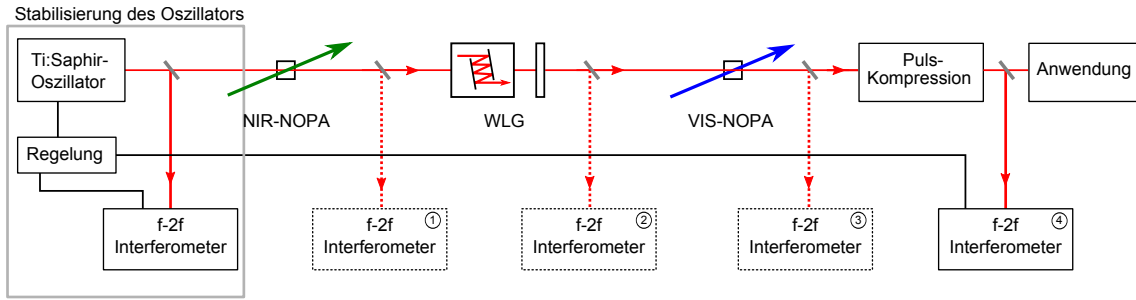 Stabilisierung des Oszillators
Ti:Saphir-
Oszillator
NIR-NOPA
WLG
VIS-NOPA
Puls-
Kompression
Anwendung
Regelung
f-2f
Interferometer
f-2f ①
Interferometer
f-2f ②
Interferometer
f-2f ③
Interferometer
f-2f ④
Interferometer